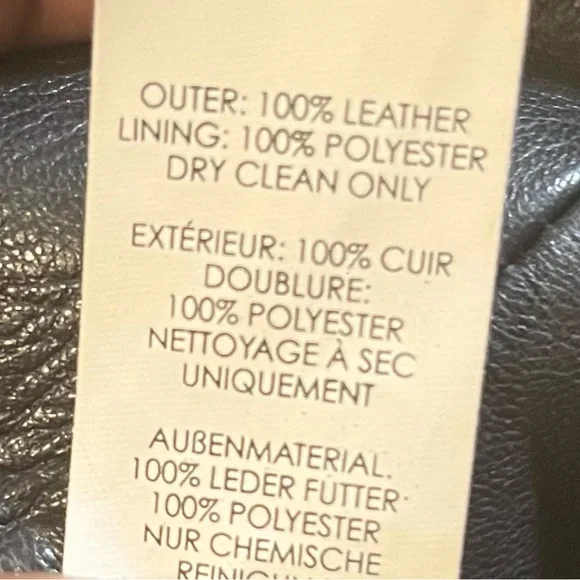 OUTER: 100% LEATHER
LINING: 100% POLYESTER
DRY CLEAN ONLY
EXTÉRIEUR: 100% CUIR
DOUBLURE:
100% POLYESTER
NETTOYAGE À SEC
UNIQUEMENT
AUßENMATERIAL.
100% LEDER FUTTER·
100% POLYESTER
NUR CHEMISCHE